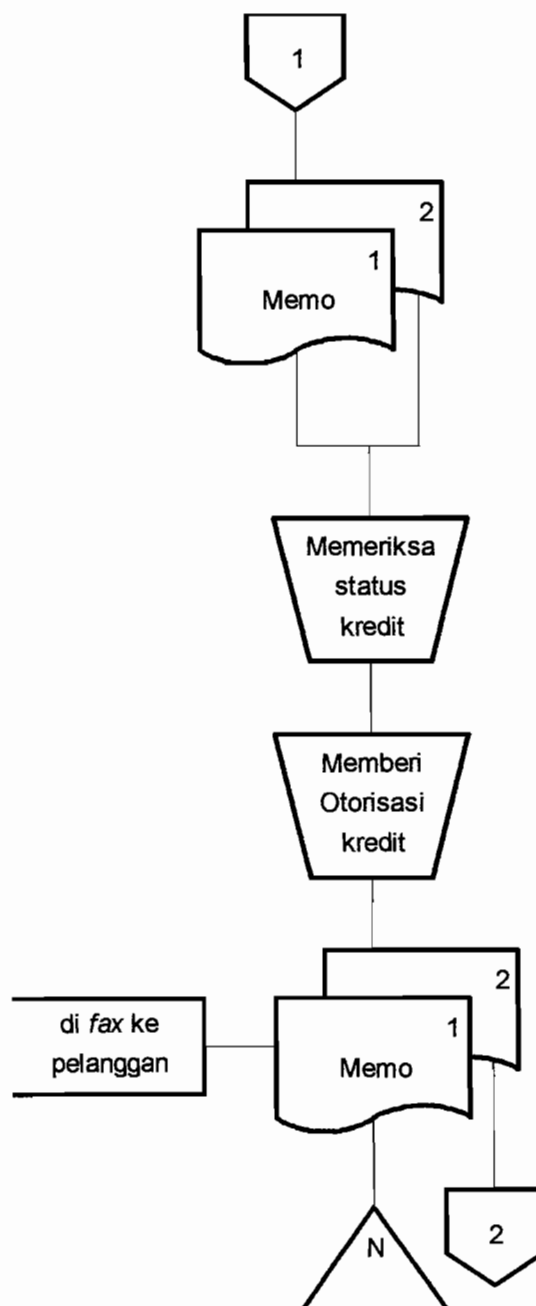 1
2
1
Memo
Memeriksa
status
kredit
Memberi
Otorisasi
kredit
2
1
Memo
di fax ke
pelanggan
N
2